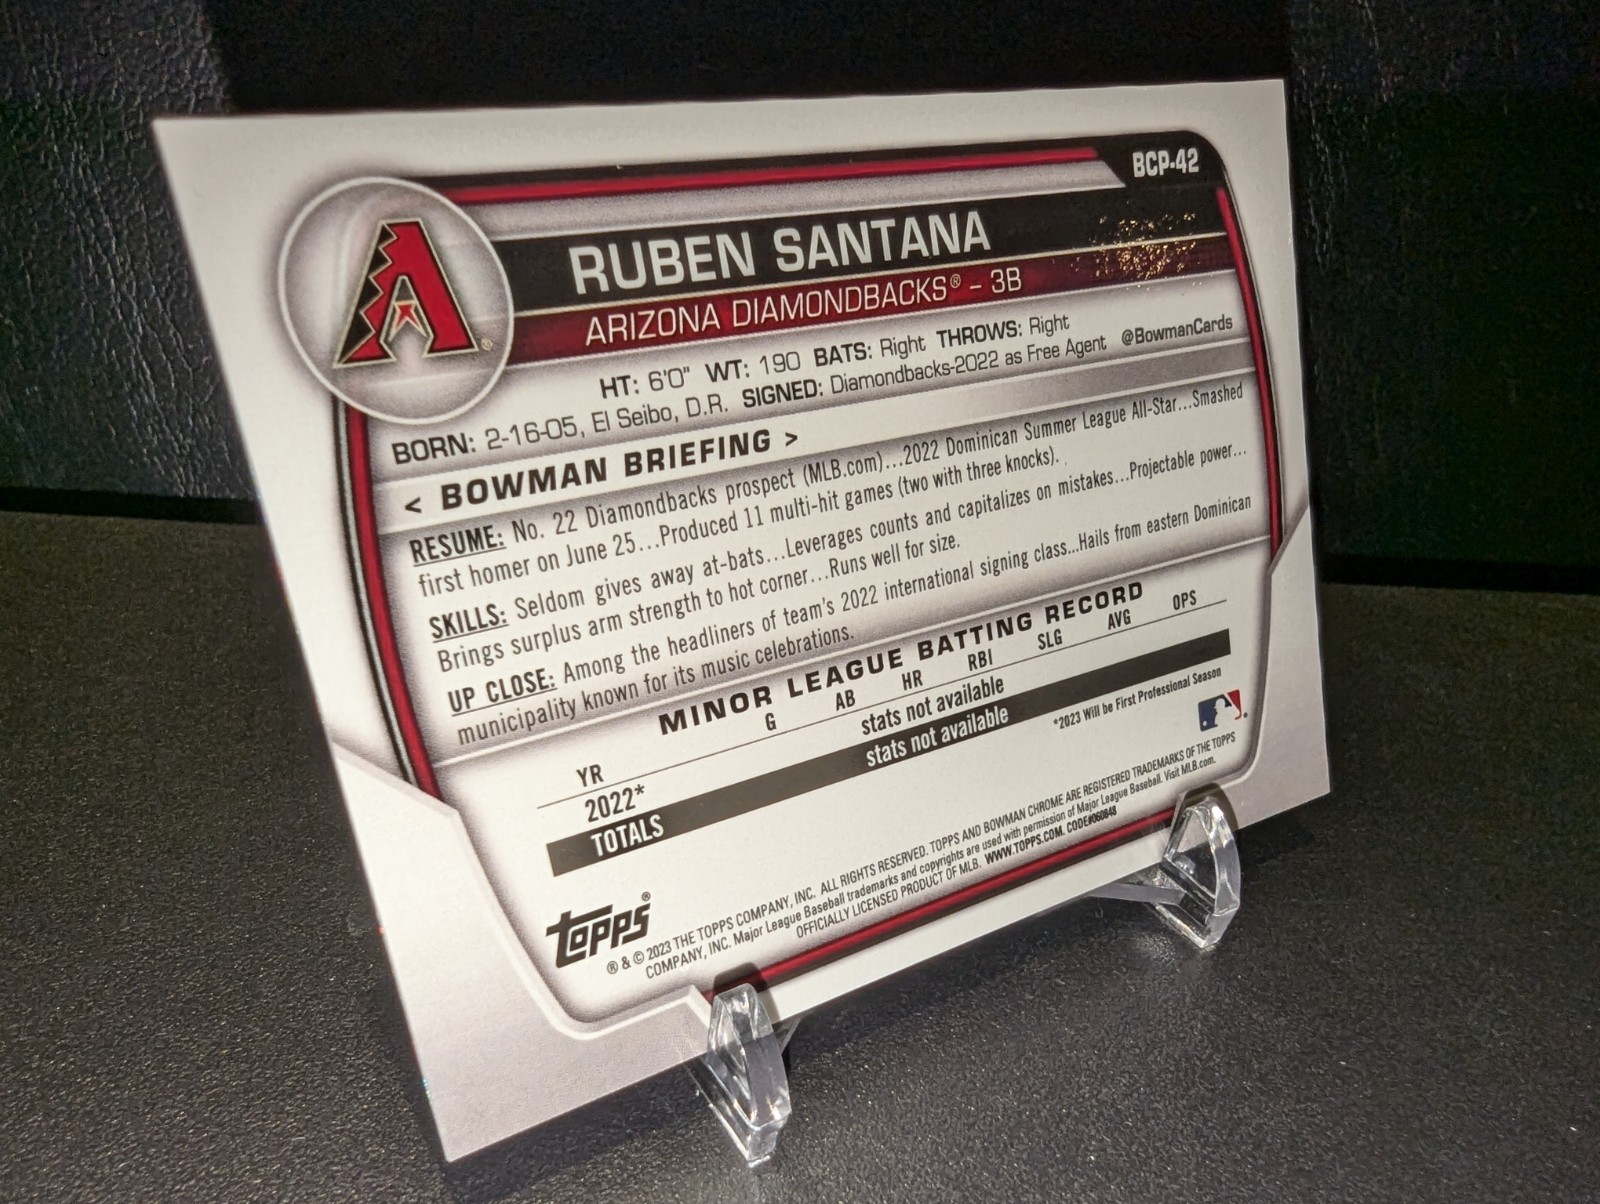 BCP-42
RUBEN SANTANA
ARIZONA DIAMONDBACKS® – 3B
HT: 6'0" WT: 190 BATS: Right THROWS: Right
BORN: 2-16-05, El Seibo, D.R. SIGNED: Diamondbacks-2022 as Free Agent @BowmanCards
< BOWMAN BRIEFING >
RESUME: No. 22 Diamondbacks prospect (MLB.com)...2022 Dominican Summer League All-Star...Smashed
first homer on June 25...Produced 11 multi-hit games (two with three knocks).
SKILLS: Seldom gives away at-bats...Leverages counts and capitalizes on mistakes...Projectable power...
Brings surplus arm strength to hot corner...Runs well for size.
UP CLOSE: Among the headliners of team's 2022 international signing class...Hails from eastern Dominican
municipality known for its music celebrations.
MINOR LEAGUE BATTING RECORD
YR G AB HR RBI SLG AVG OPS
2022* stats not available
TOTALS stats not available
*2023 Will be First Professional Season
Topps®
® & © 2023 THE TOPPS COMPANY, INC. ALL RIGHTS RESERVED. TOPPS AND BOWMAN CHROME ARE REGISTERED TRADEMARKS OF THE TOPPS
COMPANY, INC. Major League Baseball trademarks and copyrights are used with permission of Major League Baseball. Visit MLB.com.
OFFICIALLY LICENSED PRODUCT OF MLB. WWW.TOPPS.COM. CODE#060848